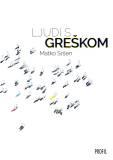 LJUDI S
GREŠKOM
Matko Sršen
PROFIL